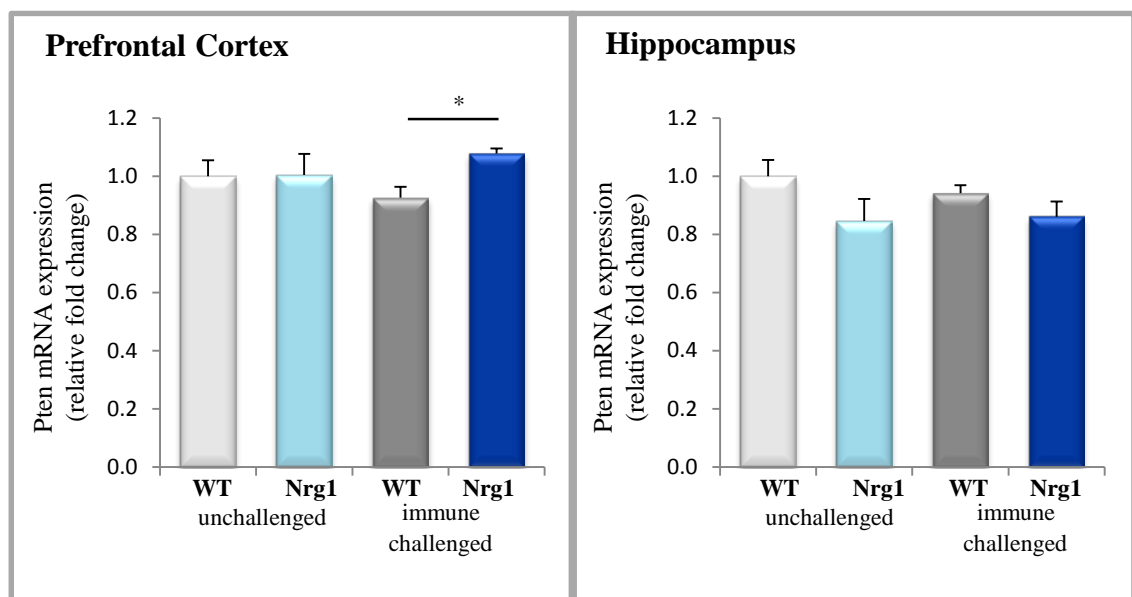 Prefrontal Cortex
*
Pten mRNA expression
(relative fold change)
1.2
1.0
0.8
0.6
0.4
0.2
0.0
WT Nrg1 WT Nrg1
unchallenged immune
challenged
Hippocampus
Pten mRNA expression
(relative fold change)
1.2
1.0
0.8
0.6
0.4
0.2
0.0
WT Nrg1 WT Nrg1
unchallenged immune
challenged